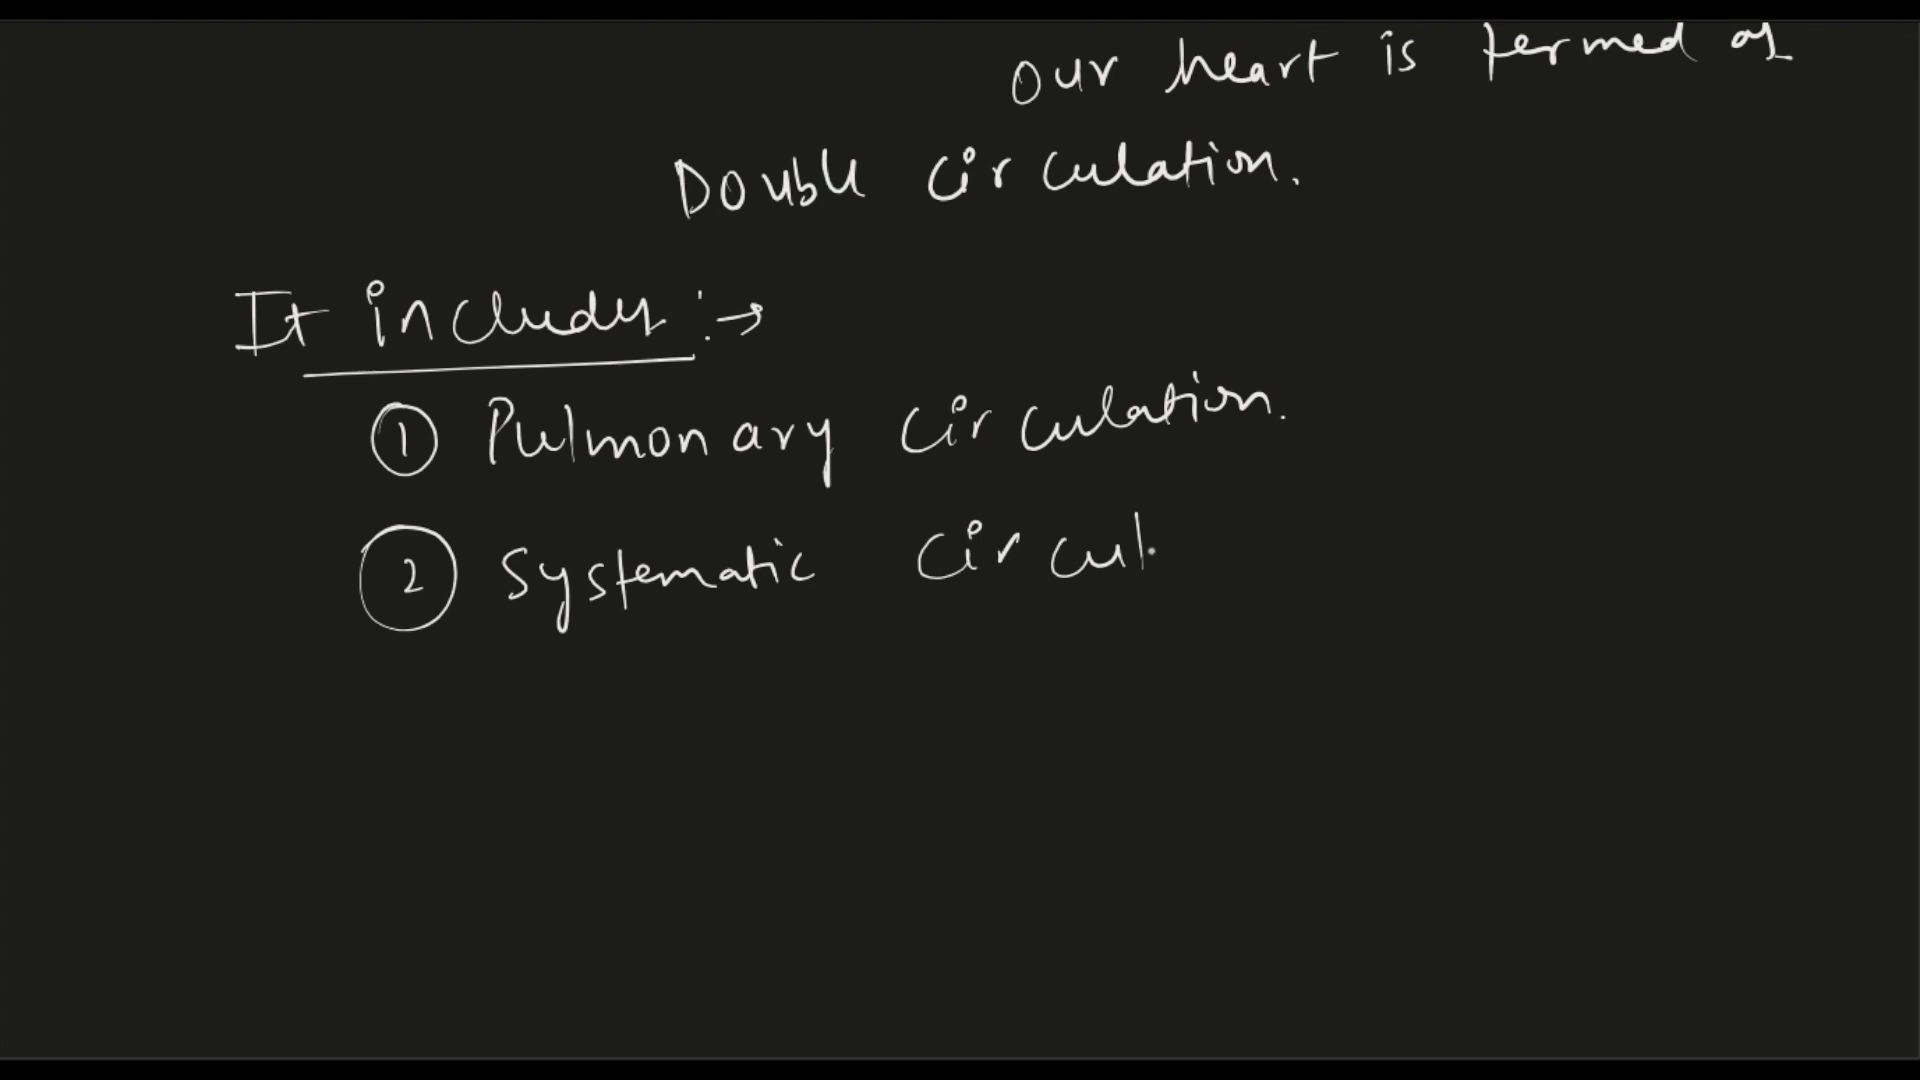 our heart is termed as
Double circulation.
It includes :→
① Pulmonary circulation.
② Systematic circul